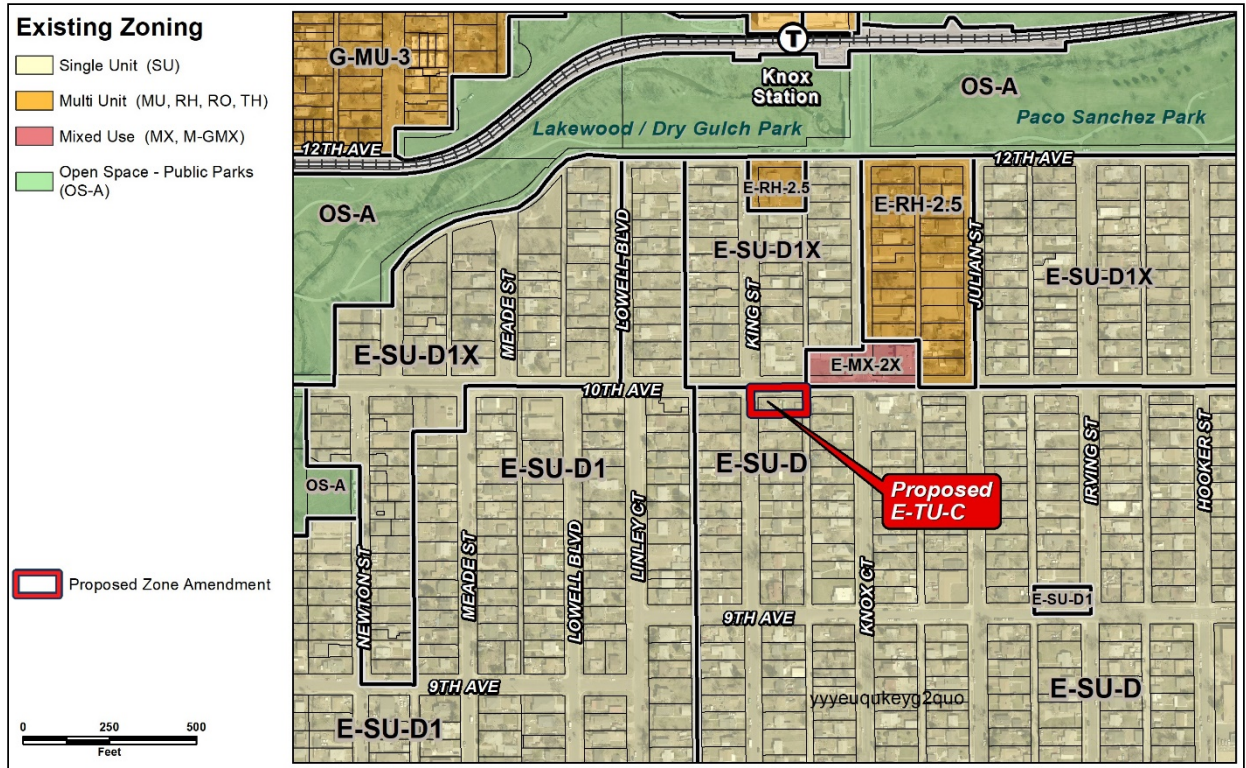 Existing Zoning
Single Unit (SU)
Multi Unit (MU, RH, RO, TH)
Mixed Use (MX, M-GMX)
Open Space - Public Parks
(OS-A)
Proposed Zone Amendment
0 250 500
Feet
G-MU-3
T
Knox
Station
OS-A
Lakewood / Dry Gulch Park
Paco Sanchez Park
12TH AVE
12TH AVE
OS-A
E-RH-2.5
E-RH-2.5
E-SU-D1X
E-SU-D1X
MEADE ST
LOWELL BLVD
KING ST
JULIAN ST
E-SU-D1X
E-MX-2X
10TH AVE
E-SU-D1
E-SU-D
OS-A
Proposed
E-TU-C
IRVING ST
HOOKER ST
NEWTON ST
MEADE ST
LOWELL BLVD
LINLEY CT
KNOX CT
E-SU-D1
9TH AVE
9TH AVE
E-SU-D
yyyeuqukeyg2quo
E-SU-D1